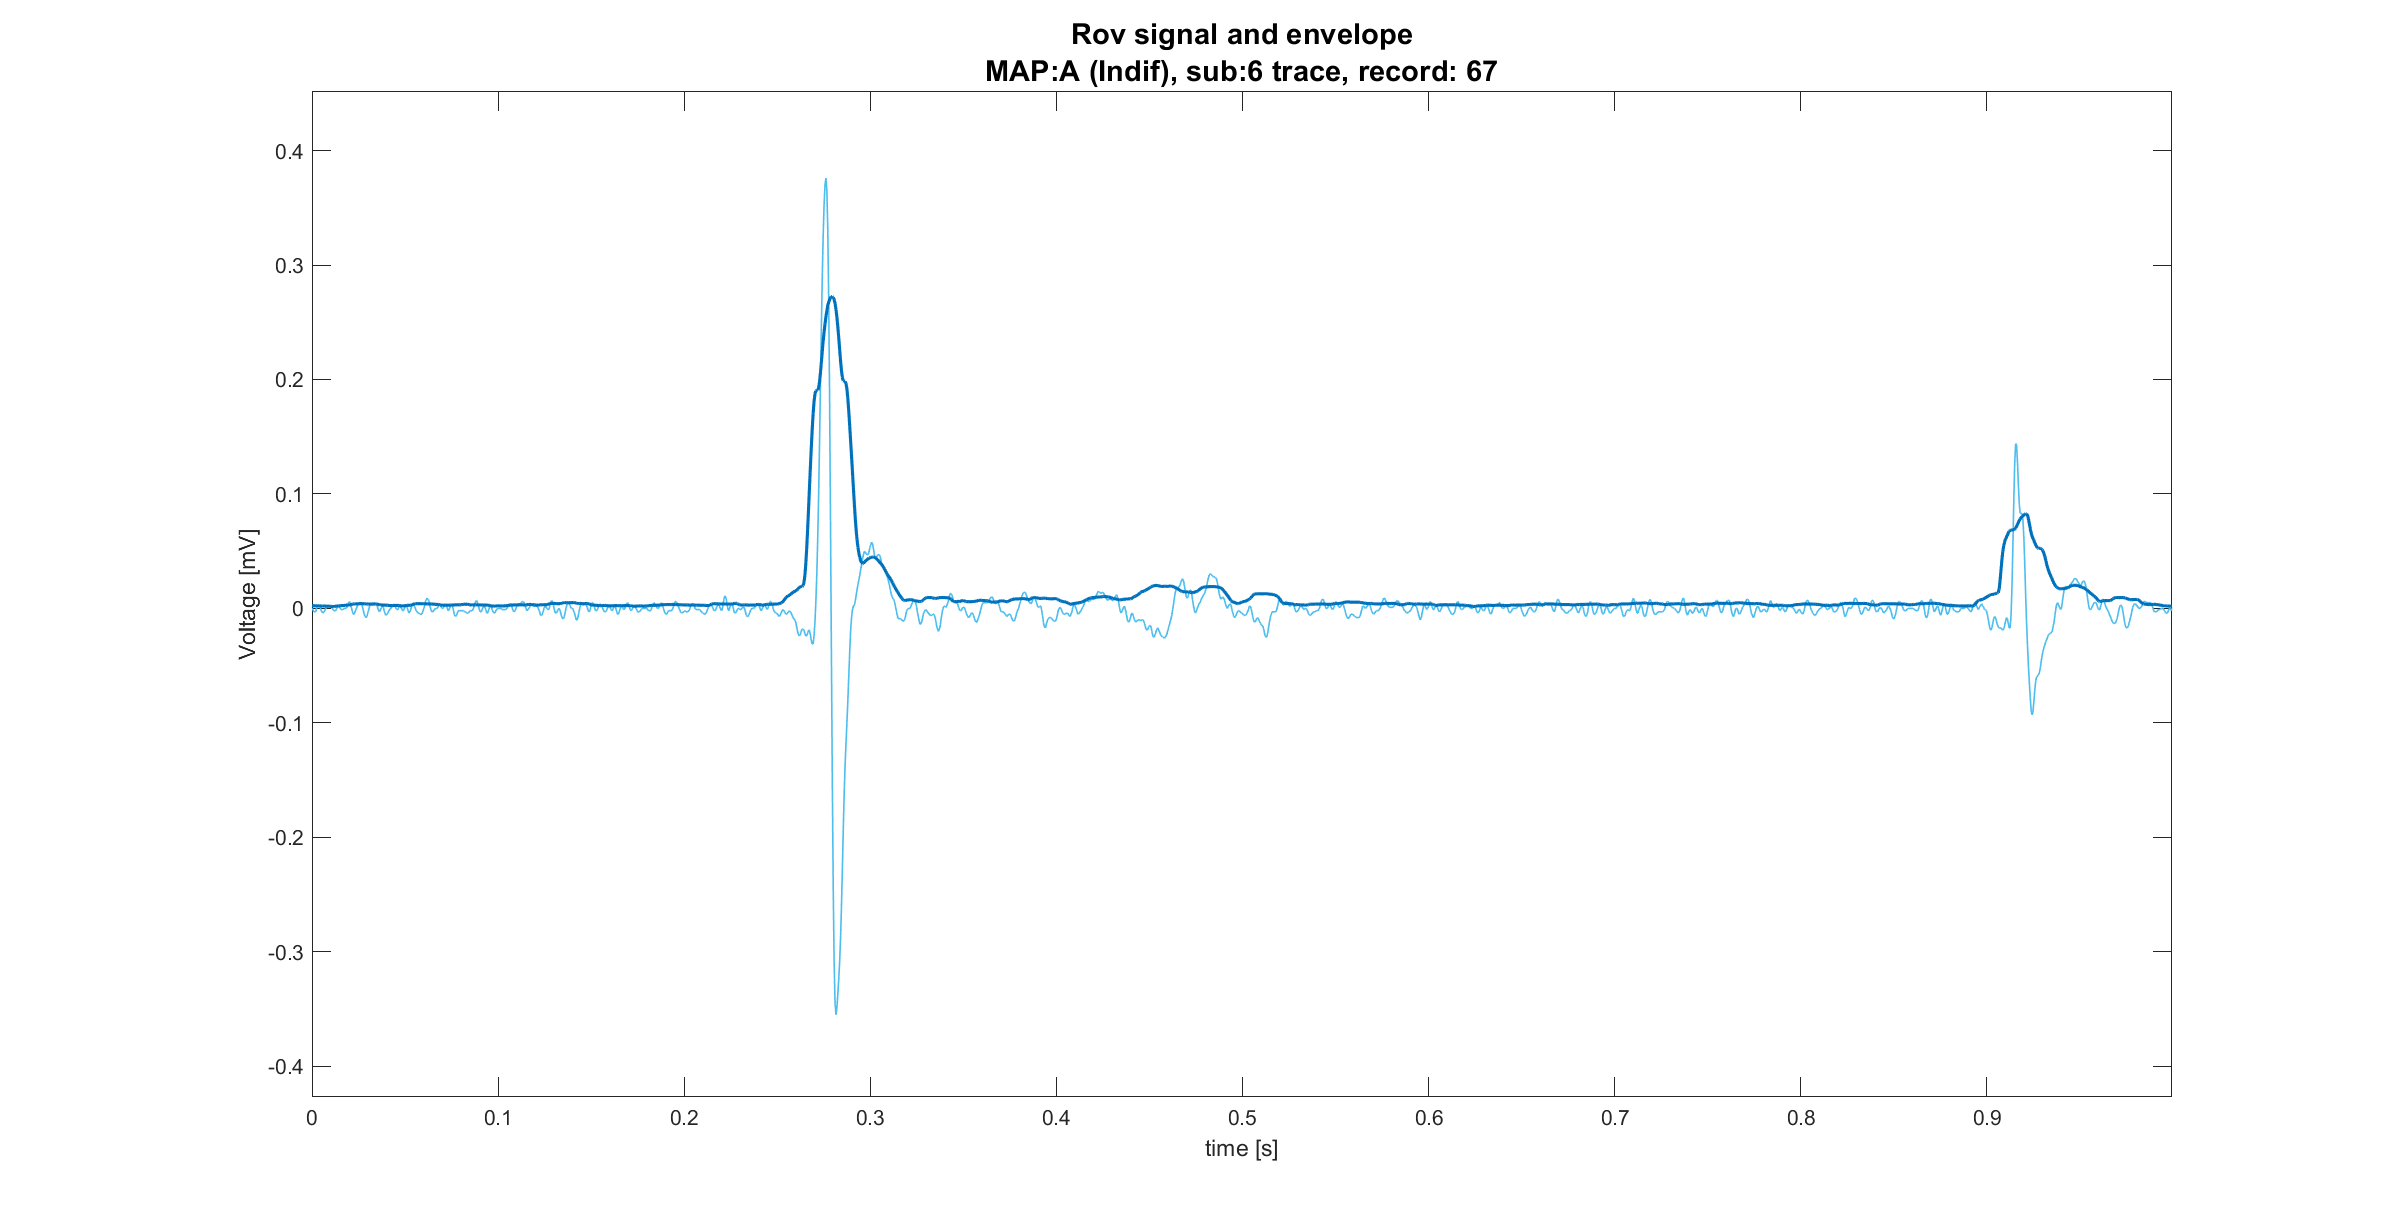 Rov signal and envelope
MAP:A (Indif), sub:6 trace, record: 67
0.4
0.3
0.2
0.1
0
-0.1
-0.2
-0.3
-0.4
Voltage [mV]
0 0.1 0.2 0.3 0.4 0.5 0.6 0.7 0.8 0.9
time [s]